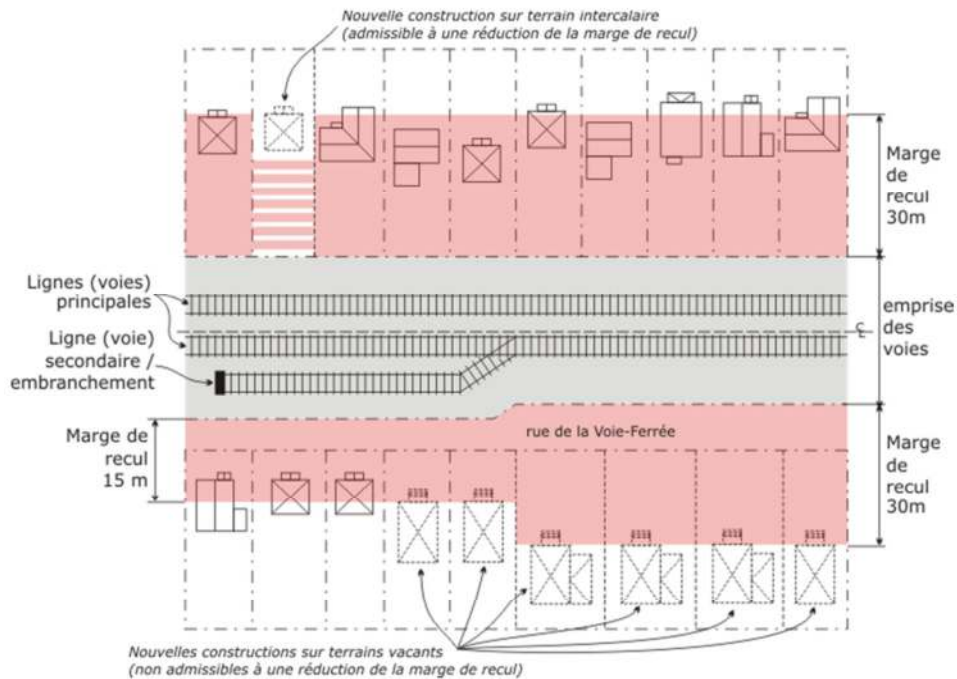 Nouvelle construction sur terrain intercalaire
(admissible à une réduction de la marge de recul)
Marge
de
recul
30m
Lignes (voies)
principales
Ligne (voie)
secondaire /
embranchement
emprise
des
voies
rue de la Voie-Ferrée
Marge de
recul
15 m
Marge
de
recul
30m
Nouvelles constructions sur terrains vacants
(non admissibles à une réduction de la marge de recul)